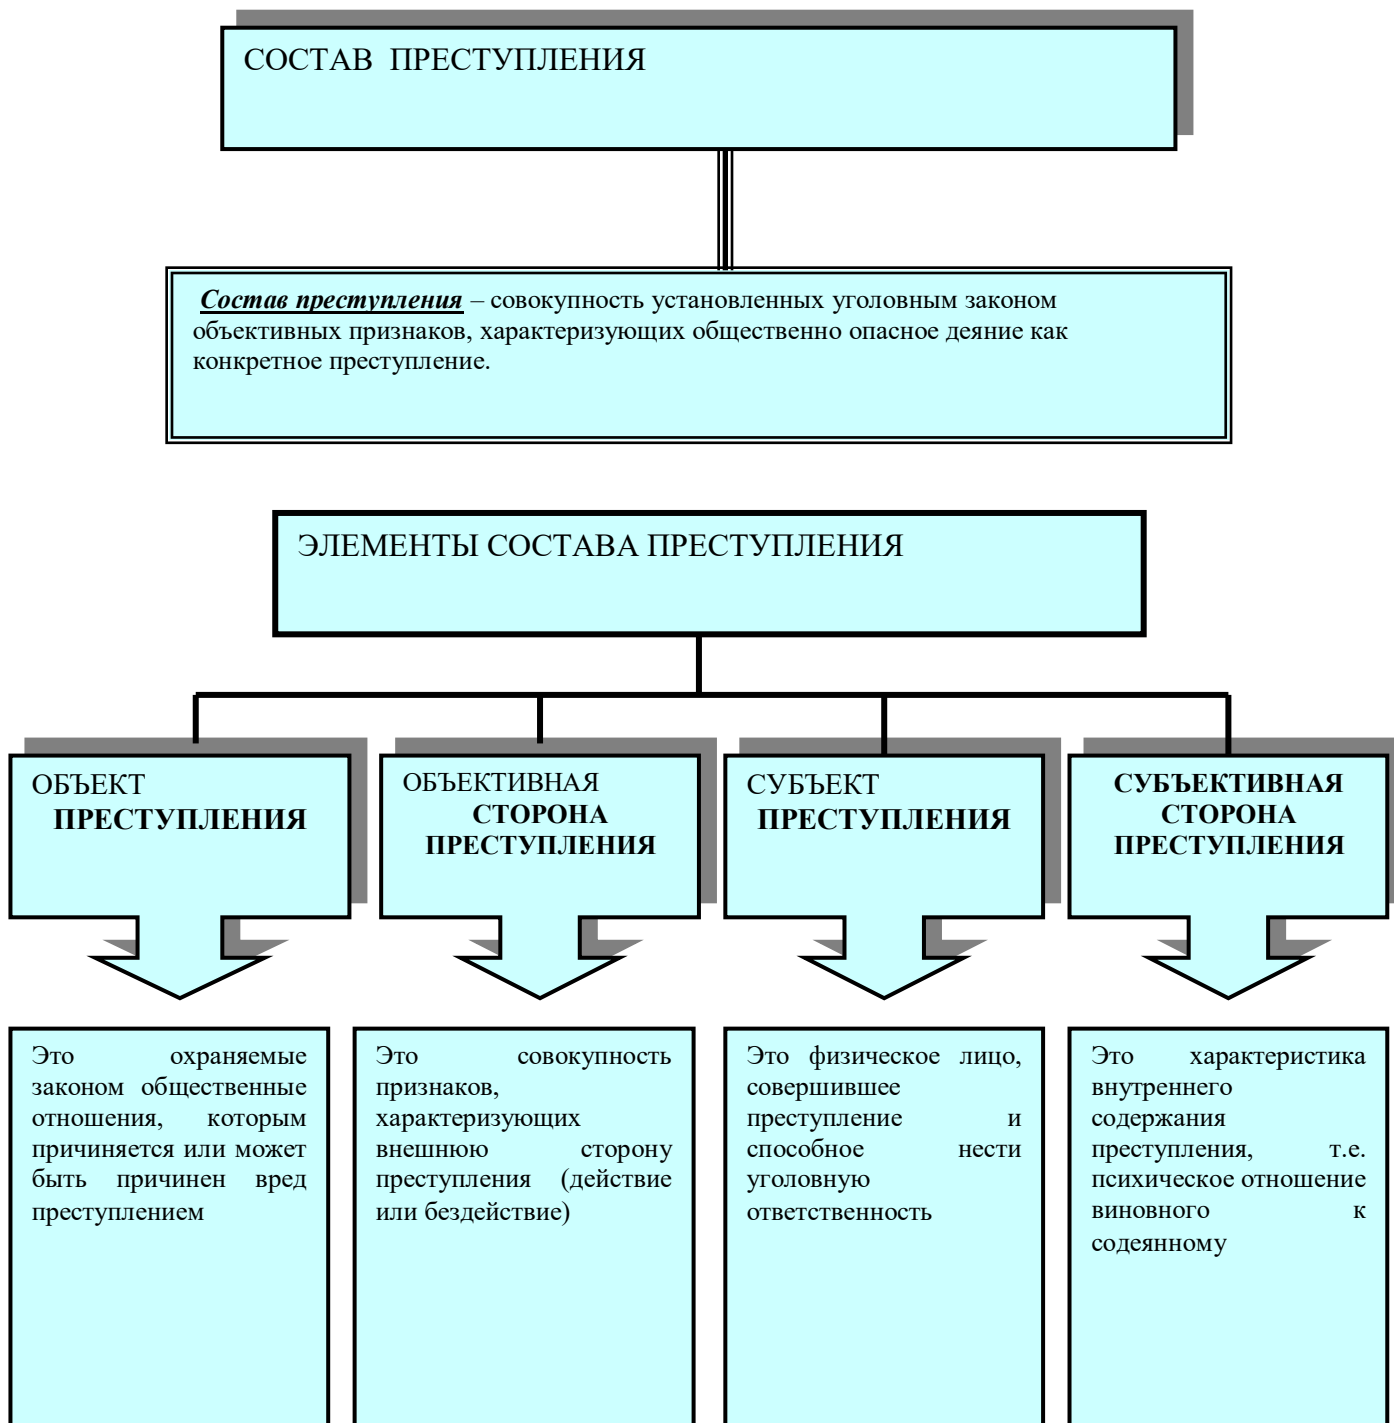 СОСТАВ ПРЕСТУПЛЕНИЯ
Состав преступления – совокупность установленных уголовным законом
объективных признаков, характеризующих общественно опасное деяние как
конкретное преступление.
ЭЛЕМЕНТЫ СОСТАВА ПРЕСТУПЛЕНИЯ
ОБЪЕКТ
ПРЕСТУПЛЕНИЯ
ОБЪЕКТИВНАЯ
СТОРОНА
ПРЕСТУПЛЕНИЯ
СУБЪЕКТ
ПРЕСТУПЛЕНИЯ
СУБЪЕКТИВНАЯ
СТОРОНА
ПРЕСТУПЛЕНИЯ
Это охраняемые
законом общественные
отношения, которым
причиняется или может
быть причинен вред
преступлением
Это совокупность
признаков,
характеризующих
внешнюю сторону
преступления (действие
или бездействие)
Это физическое лицо,
совершившее
преступление и
способное нести
уголовную
ответственность
Это характеристика
внутреннего
содержания
преступления, т.е.
психическое отношение
виновного к
содеянному